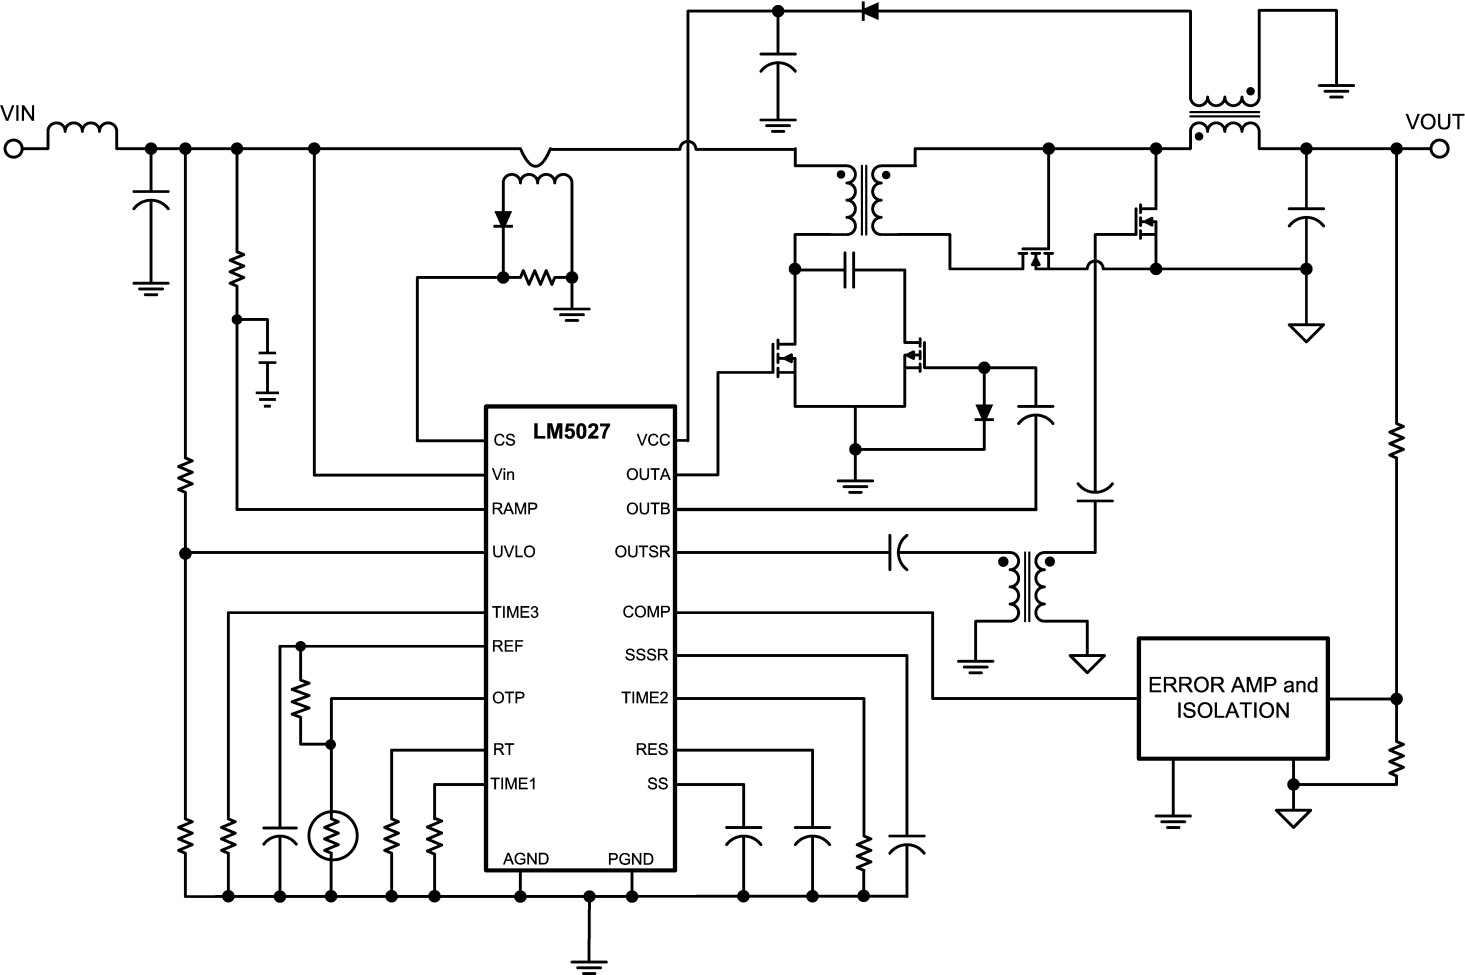 VIN
VOUT
LM5027
CS
VCC
Vin
OUTA
RAMP
OUTB
UVLO
OUTSR
TIME3
COMP
REF
SSSR
OTP
TIME2
RT
RES
TIME1
SS
AGND
PGND
ERROR AMP and
ISOLATION